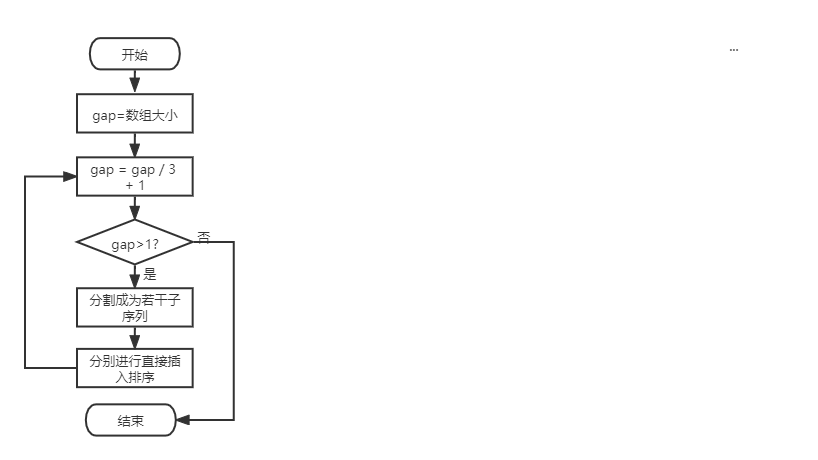 开始
...
gap=数组大小
gap = gap / 3
+ 1
gap>1?
否
是
分割成为若干子
序列
分别进行直接插
入排序
结束